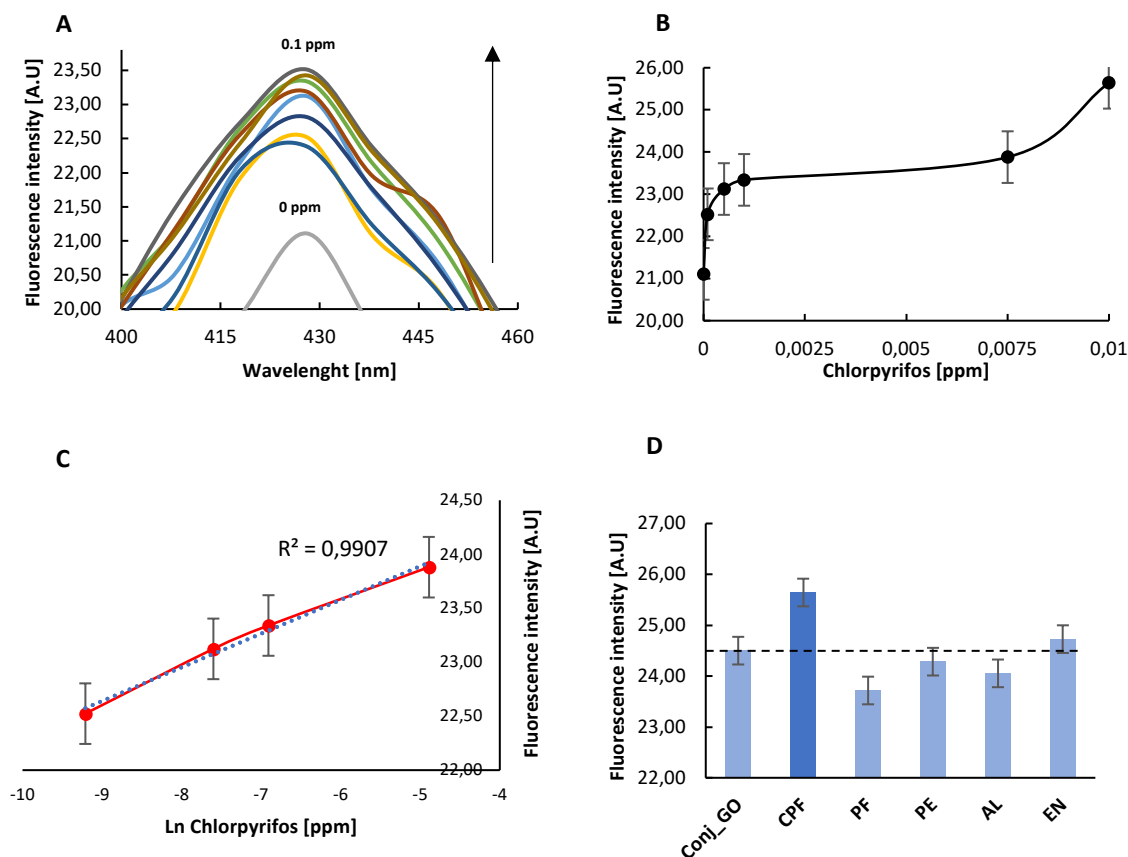 A
0.1 ppm
23,50
23,00
22,50
22,00
21,50
21,00
20,50
20,00
0 ppm
400 415 430 445 460
Fluorescence intensity [A.U]
Wavelenght [nm]
B
26,00
25,00
24,00
23,00
22,00
21,00
20,00
0 0,0025 0,005 0,0075 0,01
Fluorescence intensity [A.U]
Chlorpyrifos [ppm]
C
R² = 0,9907
24,50
24,00
23,50
23,00
22,50
22,00
-10 -9 -8 -7 -6 -5 -4
Fluorescence intensity [A.U]
Ln Chlorpyrifos [ppm]
D
27,00
26,00
25,00
24,00
23,00
22,00
Fluorescence intensity [A.U]
Conj_GO CPF PF PE AL EN